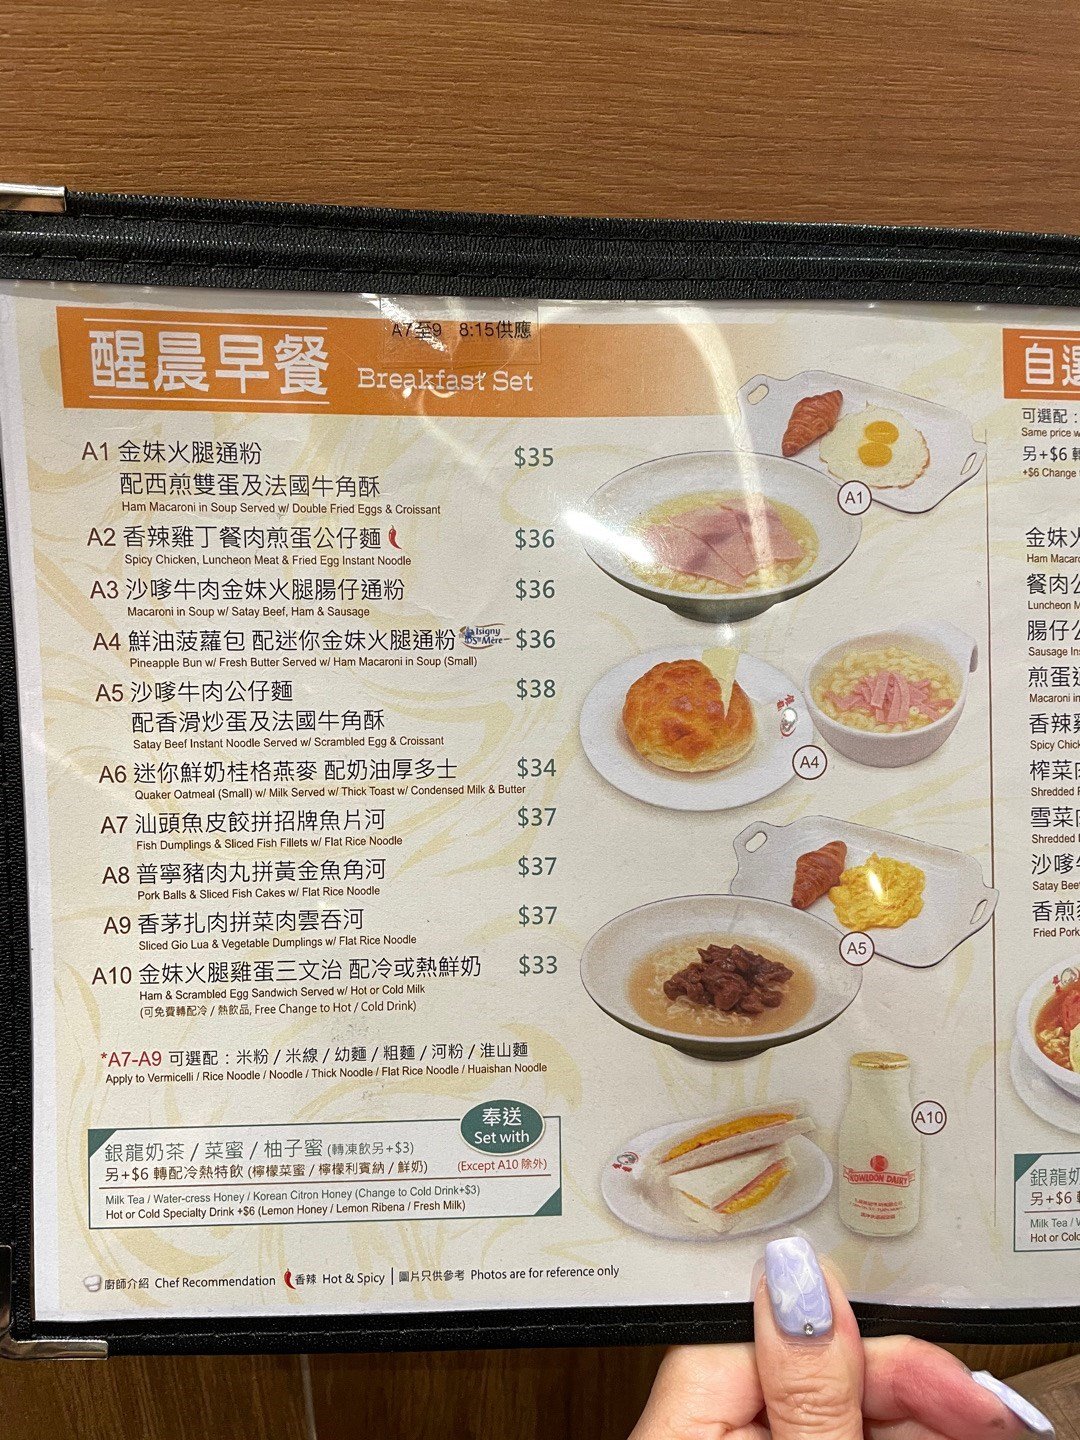 A7至9 8:15供應
醒晨早餐 Breakfast Set
A1 金妹火腿通粉 $35
配西煎雙蛋及法國牛角酥
Ham Macaroni in Soup Served w/ Double Fried Eggs & Croissant
A2 香辣雞丁餐肉煎蛋公仔麵 $36
Spicy Chicken, Luncheon Meat & Fried Egg Instant Noodle
A3 沙嗲牛肉金妹火腿腸仔通粉 $36
Macaroni in Soup w/ Satay Beef, Ham & Sausage
A4 鮮油菠蘿包 配迷你金妹火腿通粉 Isigny Ste Mère $36
Pineapple Bun w/ Fresh Butter Served w/ Ham Macaroni in Soup (Small)
A5 沙嗲牛肉公仔麵 $38
配香滑炒蛋及法國牛角酥
Satay Beef Instant Noodle Served w/ Scrambled Egg & Croissant
A6 迷你鮮奶桂格燕麥 配奶油厚多士 $34
Quaker Oatmeal (Small) w/ Milk Served w/ Thick Toast w/ Condensed Milk & Butter
A7 汕頭魚皮餃拼招牌魚片河 $37
Fish Dumplings & Sliced Fish Fillets w/ Flat Rice Noodle
A8 普寧豬肉丸拼黃金魚角河 $37
Pork Balls & Sliced Fish Cakes w/ Flat Rice Noodle
A9 香茅扎肉拼菜肉雲吞河 $37
Sliced Gio Lua & Vegetable Dumplings w/ Flat Rice Noodle
A10 金妹火腿雞蛋三文治 配冷或熱鮮奶 $33
Ham & Scrambled Egg Sandwich Served w/ Hot or Cold Milk
(可免費轉配冷 / 熱飲品, Free Change to Hot / Cold Drink)
*A7-A9 可選配：米粉 / 米線 / 幼麵 / 粗麵 / 河粉 / 淮山麵
Apply to Vermicelli / Rice Noodle / Noodle / Thick Noodle / Flat Rice Noodle / Huaishan Noodle
奉送
Set with
(Except A10 除外)
銀龍奶茶 / 菜蜜 / 柚子蜜 (轉凍飲另+$3)
另+$6 轉配冷熱特飲 (檸檬菜蜜 / 檸檬利賓納 / 鮮奶)
Milk Tea / Water-cress Honey / Korean Citron Honey (Change to Cold Drink+$3)
Hot or Cold Specialty Drink +$6 (Lemon Honey / Lemon Ribena / Fresh Milk)
廚師介紹 Chef Recommendation 香辣 Hot & Spicy | 圖片只供參考 Photos are for reference only
A1
A4
A5
A10
KOWLOON DAIRY
自選
可選配：
Same price w
另+$6 轉
+$6 Change
金妹火
Ham Macar
餐肉公
Luncheon M
腸仔公
Sausage Ins
煎蛋通
Macaroni in
香辣雞
Spicy Chick
榨菜肉
Shredded P
雪菜肉
Shredded
沙嗲牛
Satay Beef
香煎豬
Fried Pork
銀龍奶
另+$6
Milk Tea / W
Hot or Cold